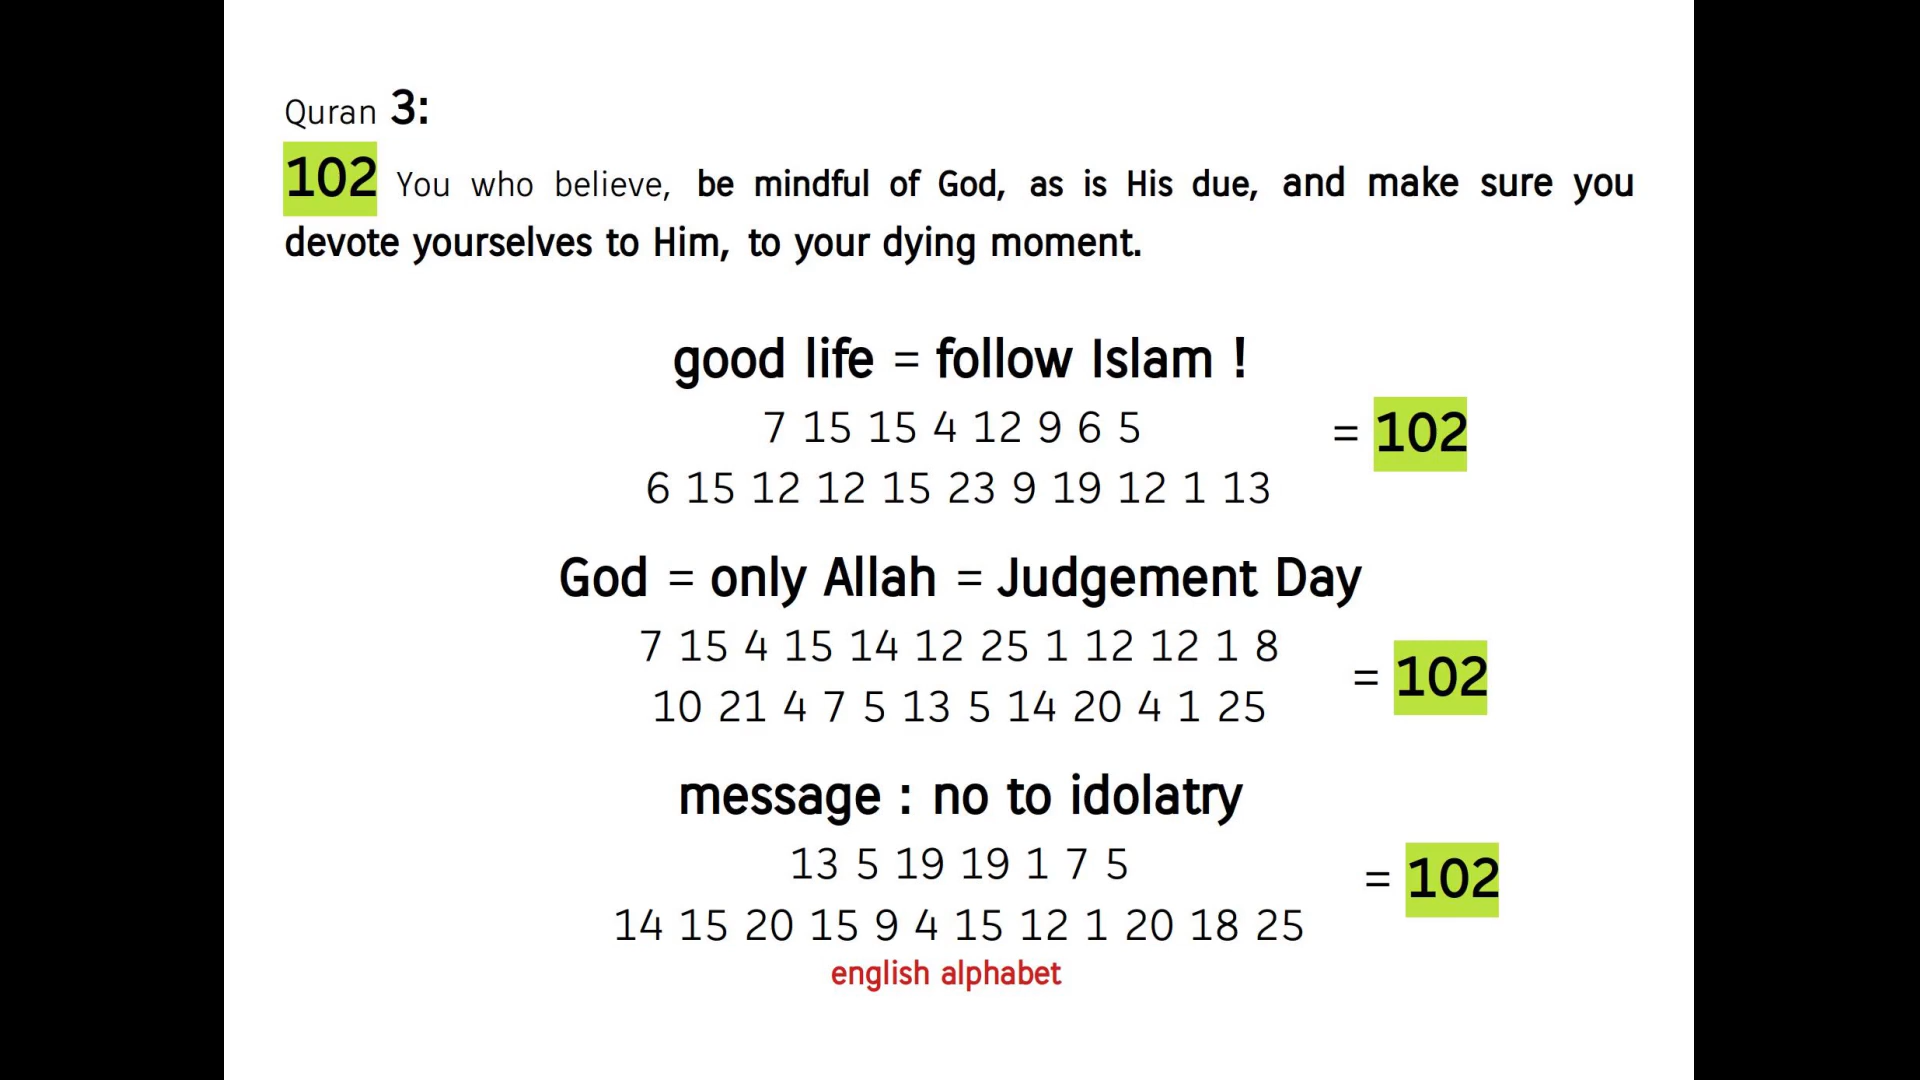 Quran 3:
102 You who believe, be mindful of God, as is His due, and make sure you
devote yourselves to Him, to your dying moment.
good life = follow Islam !
7 15 15 4 12 9 6 5
= 102
6 15 12 12 15 23 9 19 12 1 13
God = only Allah = Judgement Day
7 15 4 15 14 12 25 1 12 12 1 8
= 102
10 21 4 7 5 13 5 14 20 4 1 25
message : no to idolatry
13 5 19 19 1 7 5
= 102
14 15 20 15 9 4 15 12 1 20 18 25
english alphabet